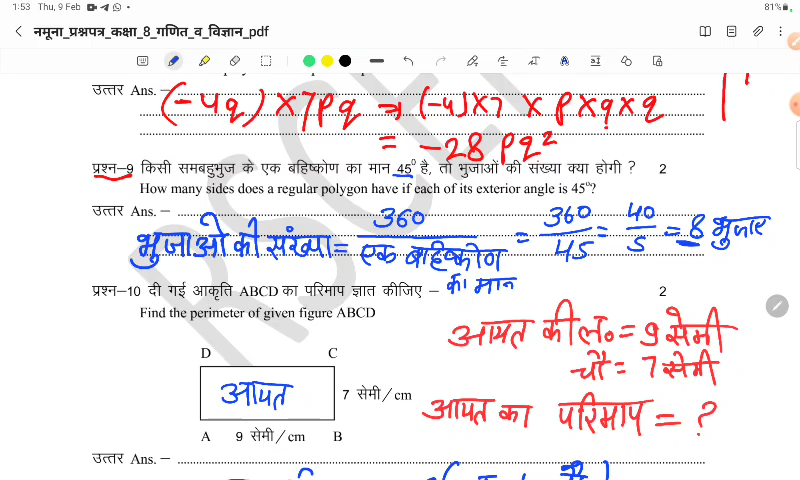 1:53 Thu, 9 Feb 81%
नमूना_प्रश्नपत्र_कक्षा_8_गणित_व_विज्ञान_pdf
उत्तर Ans. –
(-4q) × 7pq → (-4) × 7 × p × q × q
= -28 pq²
प्रश्न–9 किसी समबहुभुज के एक बहिष्कोण का मान 45° है, तो भुजाओं की संख्या क्या होगी ? 2
How many sides does a regular polygon have if each of its exterior angle is 45°?
उत्तर Ans. –
भुजाओ की संख्या = 360 / एक बाहिष्कोण का मान = 360/45 = 40/5 = 8 भुजाए
प्रश्न–10 दी गई आकृति ABCD का परिमाप ज्ञात कीजिए – 2
Find the perimeter of given figure ABCD
आयत की ल० = 9 सेमी
चौ = 7 सेमी
D C
आयत
7 सेमी/cm
आयत का परिमाप = ?
A 9 सेमी/cm B
उत्तर Ans. –